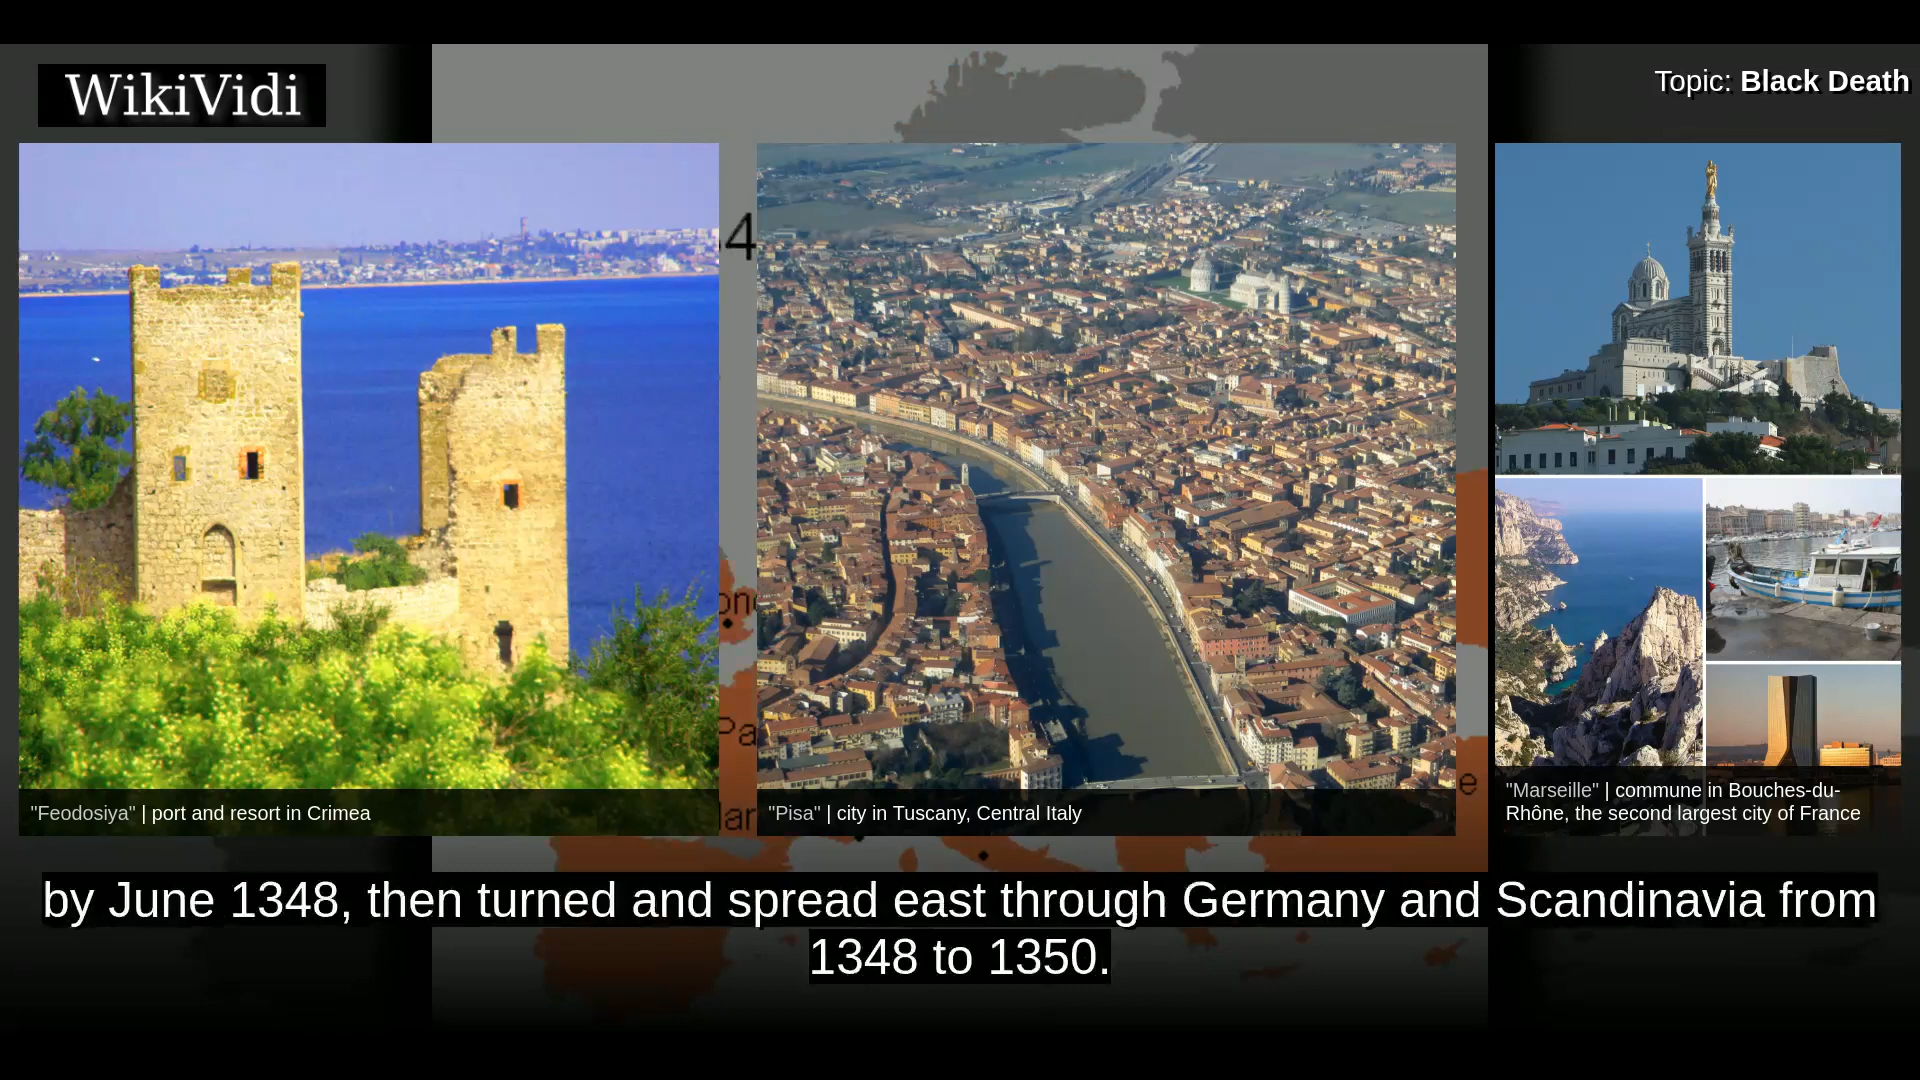 WikiVidi
Topic: Black Death
4
"Feodosiya" | port and resort in Crimea
"Pisa" | city in Tuscany, Central Italy
"Marseille" | commune in Bouches-du-
Rhône, the second largest city of France
by June 1348, then turned and spread east through Germany and Scandinavia from
1348 to 1350.